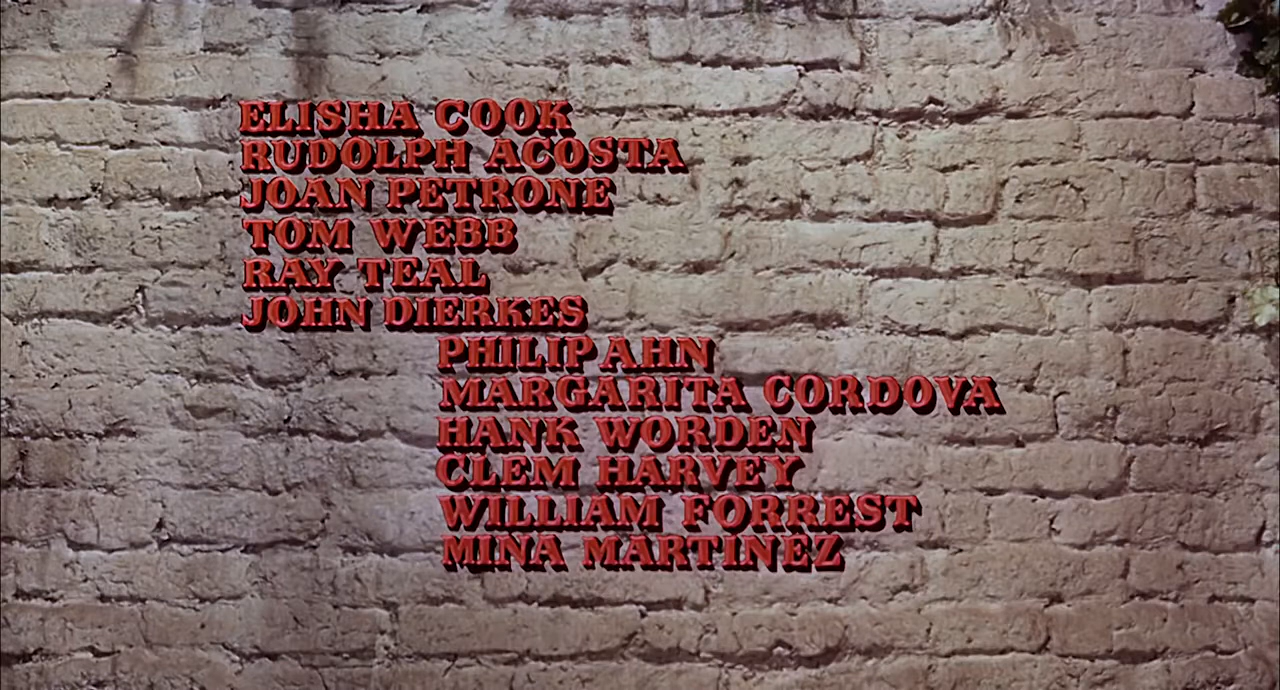 ELISHA COOK
RUDOLPH ACOSTA
JOAN PETRONE
TOM WEBB
RAY TEAL
JOHN DIERKES
PHILIP AHN
MARGARITA CORDOVA
HANK WORDEN
CLEM HARVEY
WILLIAM FORREST
MINA MARTINEZ